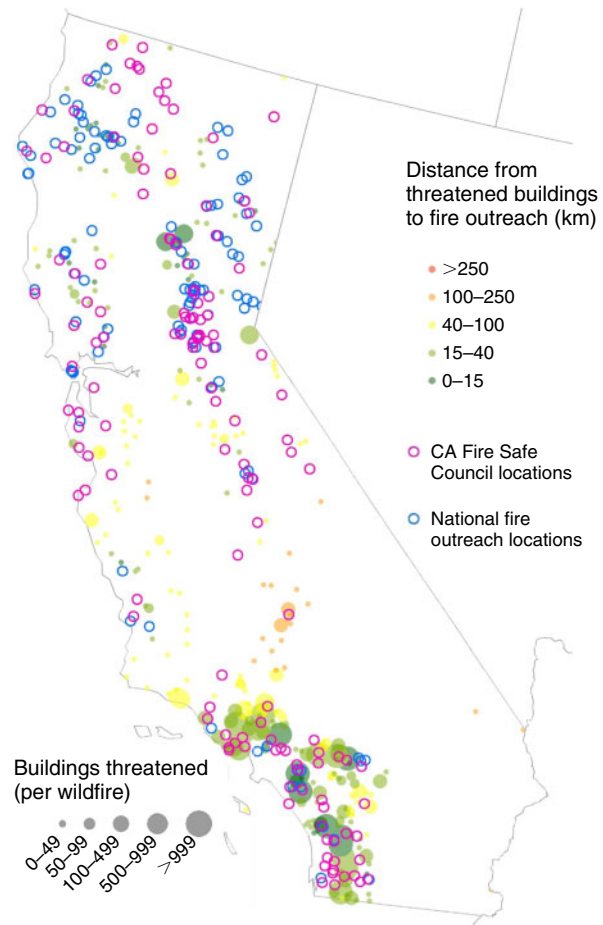 Distance from
threatened buildings
to fire outreach (km)
>250
100–250
40–100
15–40
0–15
CA Fire Safe
Council locations
National fire
outreach locations
Buildings threatened
(per wildfire)
0–49
50–99
100–499
500–999
>999